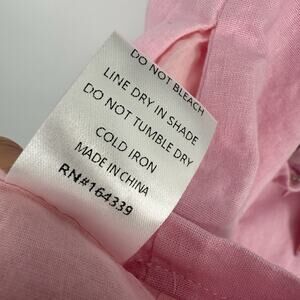 DO NOT BLEACH
LINE DRY IN SHADE
DO NOT TUMBLE DRY
COLD IRON
MADE IN CHINA
RN#164339